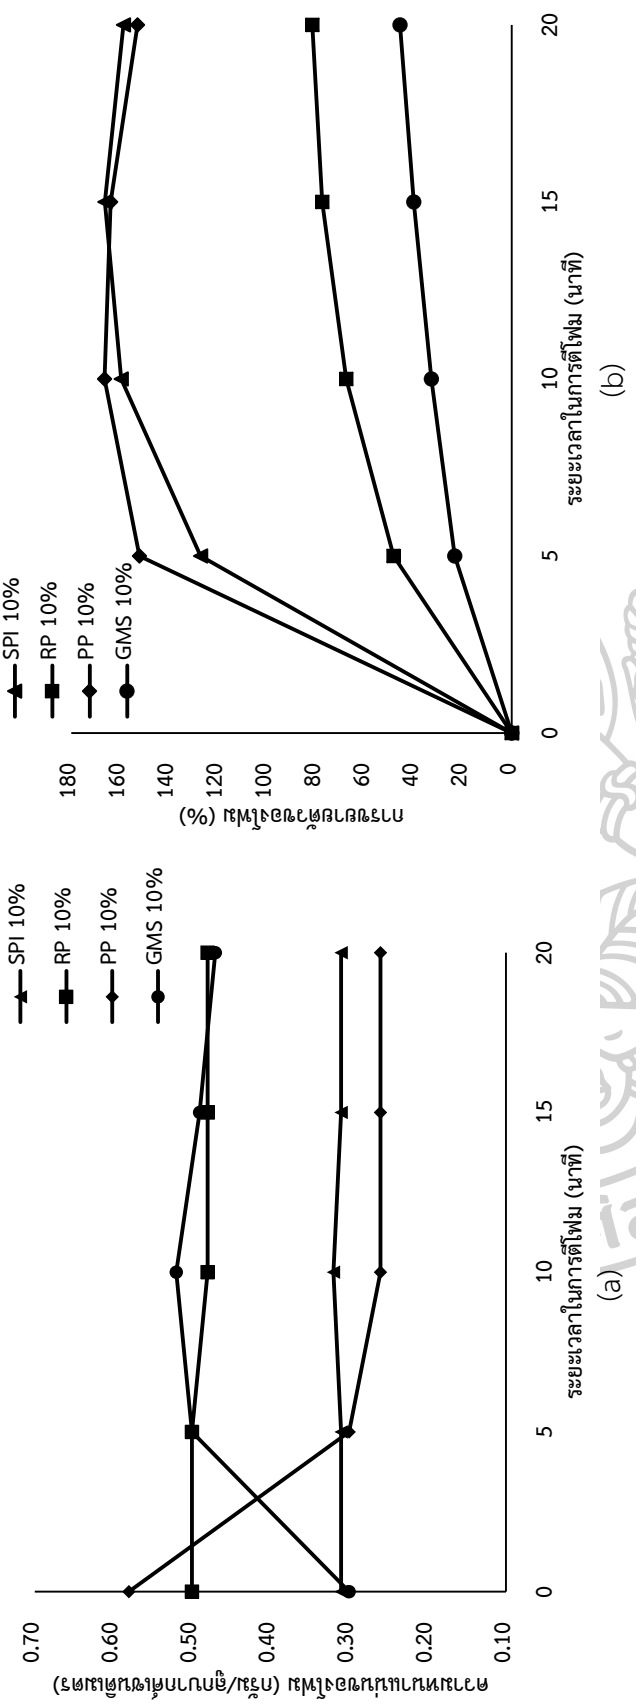 ความหนาแน่นของโฟม (กรัม/ลูกบาศก์เซนติเมตร)
0.70
0.60
0.50
0.40
0.30
0.20
0.10
0
5
10
15
20
ระยะเวลาในการตีโฟม (นาที)
SPI 10%
RP 10%
PP 10%
GMS 10%
(a)
การขยายตัวของโฟม (%)
180
160
140
120
100
80
60
40
20
0
0
5
10
15
20
ระยะเวลาในการตีโฟม (นาที)
SPI 10%
RP 10%
PP 10%
GMS 10%
(b)